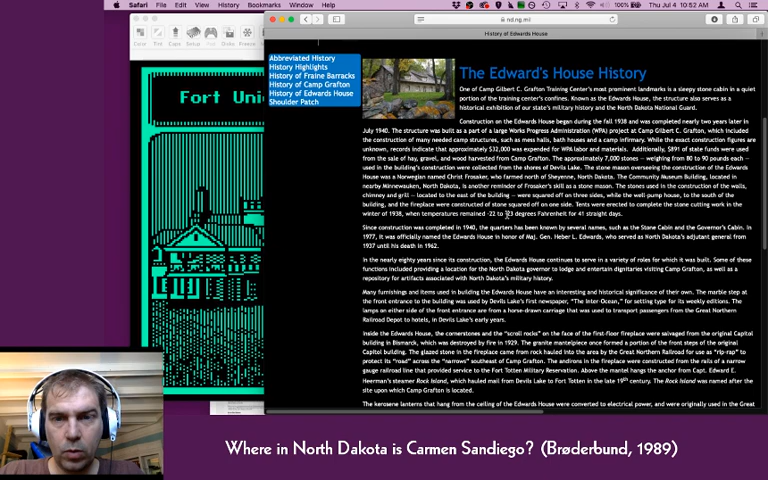 Safari File Edit View History Bookmarks Window Help
100% Thu Jul 4 10:52 AM
nd.ng.mil
History of Edwards House
Color Tint Caps Setup Disks Freeze
Fort Uni
Abbreviated History
History Highlights
History of Fraine Barracks
History of Camp Grafton
History of Edwards House
Shoulder Patch
The Edward's House History
One of Camp Gilbert C. Grafton Training Center's most prominent landmarks is a sleepy stone cabin in a quiet
portion of the training center's confines. Known as the Edwards House, the structure also serves as a
historical exhibition of our state's military history and the North Dakota National Guard.
Construction on the Edwards House began during the fall 1938 and was completed nearly two years later in
July 1940. The structure was built as a part of a large Works Progress Administration (WPA) project at Camp Gilbert C. Grafton, which included
the construction of many needed camp structures, such as mess halls, bath houses and a camp infirmary. While the exact construction figures are
unknown, records indicate that approximately $32,000 was expended for WPA labor and materials. Additionally, $891 of state funds were used
from the sale of hay, gravel, and wood harvested from Camp Grafton. The approximately 7,000 stones – weighing from 80 to 90 pounds each –
used in the building's construction were collected from the shores of Devils Lake. The stone mason overseeing the construction of the Edwards
House was a Norwegian named Christ Frosaker, who farmed north of Sheyenne, North Dakota. The Community Museum Building, located in
nearby Minnewauken, North Dakota, is another reminder of Frosaker's skill as a stone mason. The stones used in the construction of the walls,
chimney and grill – located to the east of the building – were squared off on three sides, while the well pump house, to the south of the
building, and the fireplace were constructed of stone squared off on one side. Tents were erected to complete the stone cutting work in the
winter of 1938, when temperatures remained -22 to -23 degrees Fahrenheit for 41 straight days.
Since construction was completed in 1940, the quarters has been known by several names, such as the Stone Cabin and the Governor's Cabin. In
1977, it was officially named the Edwards House in honor of Maj. Gen. Heber L. Edwards, who served as North Dakota's adjutant general from
1937 until his death in 1962.
In the nearly eighty years since its construction, the Edwards House continues to serve in a variety of roles for which it was built. Some of these
functions included providing a location for the North Dakota governor to lodge and entertain dignitaries visiting Camp Grafton, as well as a
repository for artifacts associated with North Dakota's military history.
Many furnishings and items used in building the Edwards House have an interesting and historical significance of their own. The marble step at
the front entrance to the building was used by Devils Lake's first newspaper, "The Inter-Ocean," for setting type for its weekly editions. The
lamps on either side of the front entrance are from a horse-drawn carriage that was used to transport passengers from the Great Northern
Railroad Depot to hotels, in Devils Lake's early years.
Inside the Edwards House, the cornerstones and the "scroll rocks" on the face of the first-floor fireplace were salvaged from the original Capitol
building in Bismarck, which was destroyed by fire in 1929. The granite mantelpiece once formed a portion of the front steps of the original
Capitol building. The glazed stone in the fireplace came from rock hauled into the area by the Great Northern Railroad for use as "rip-rap" to
protect its "road" across the narrows" southeast of Camp Grafton. The andirons in the fireplace were constructed from the rails of a narrow
gauge railroad line that provided service to the Fort Totten Military Reservation. Above the mantel hangs the anchor from Capt. Edward E.
Heerman's steamer Rock Island, which hauled mail from Devils Lake to Fort Totten in the late 19th century. The Rock Island was named after the
site upon which Camp Grafton is located.
The kerosene lanterns that hang from the ceiling of the Edwards House were converted to electrical power, and were originally used in the Great
Where in North Dakota is Carmen Sandiego? (Brøderbund, 1989)